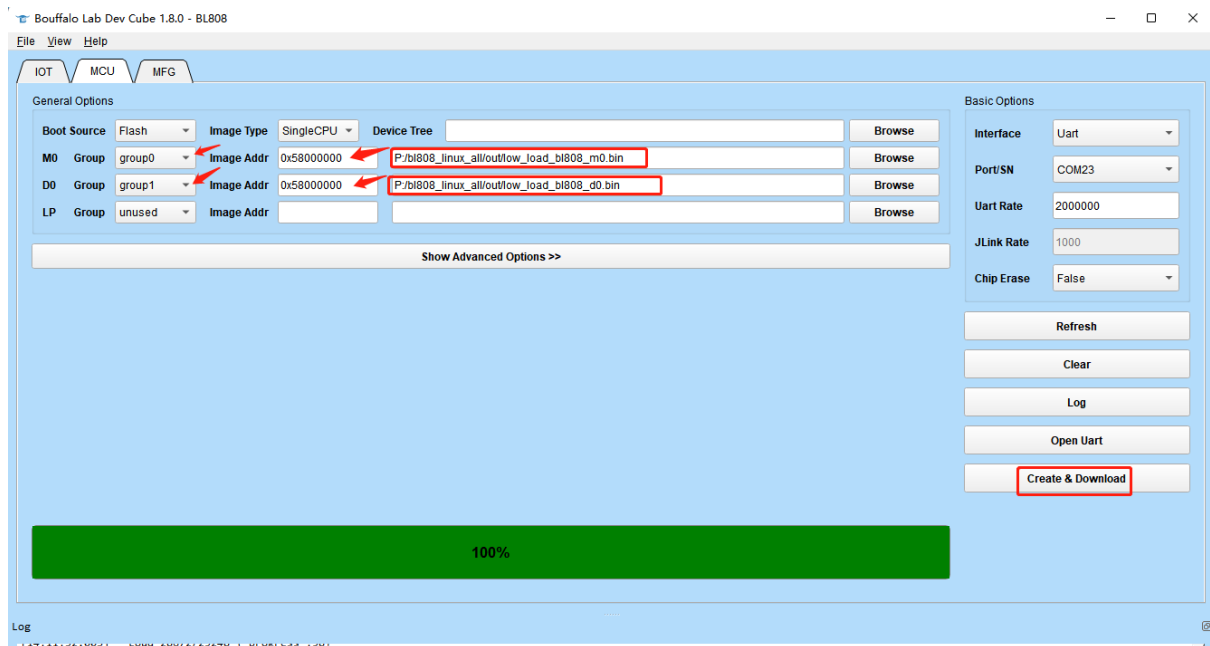 Bouffalo Lab Dev Cube 1.8.0 - BL808
File View Help
IOT MCU MFG
General Options
Boot Source Flash Image Type SingleCPU Device Tree Browse
M0 Group group0 Image Addr 0x58000000 P:/bl808_linux_all/out/low_load_bl808_m0.bin Browse
D0 Group group1 Image Addr 0x58000000 P:/bl808_linux_all/out/low_load_bl808_d0.bin Browse
LP Group unused Image Addr Browse
Show Advanced Options >>
100%
Basic Options
Interface Uart
Port/SN COM23
Uart Rate 2000000
JLink Rate 1000
Chip Erase False
Refresh
Clear
Log
Open Uart
Create & Download
Log